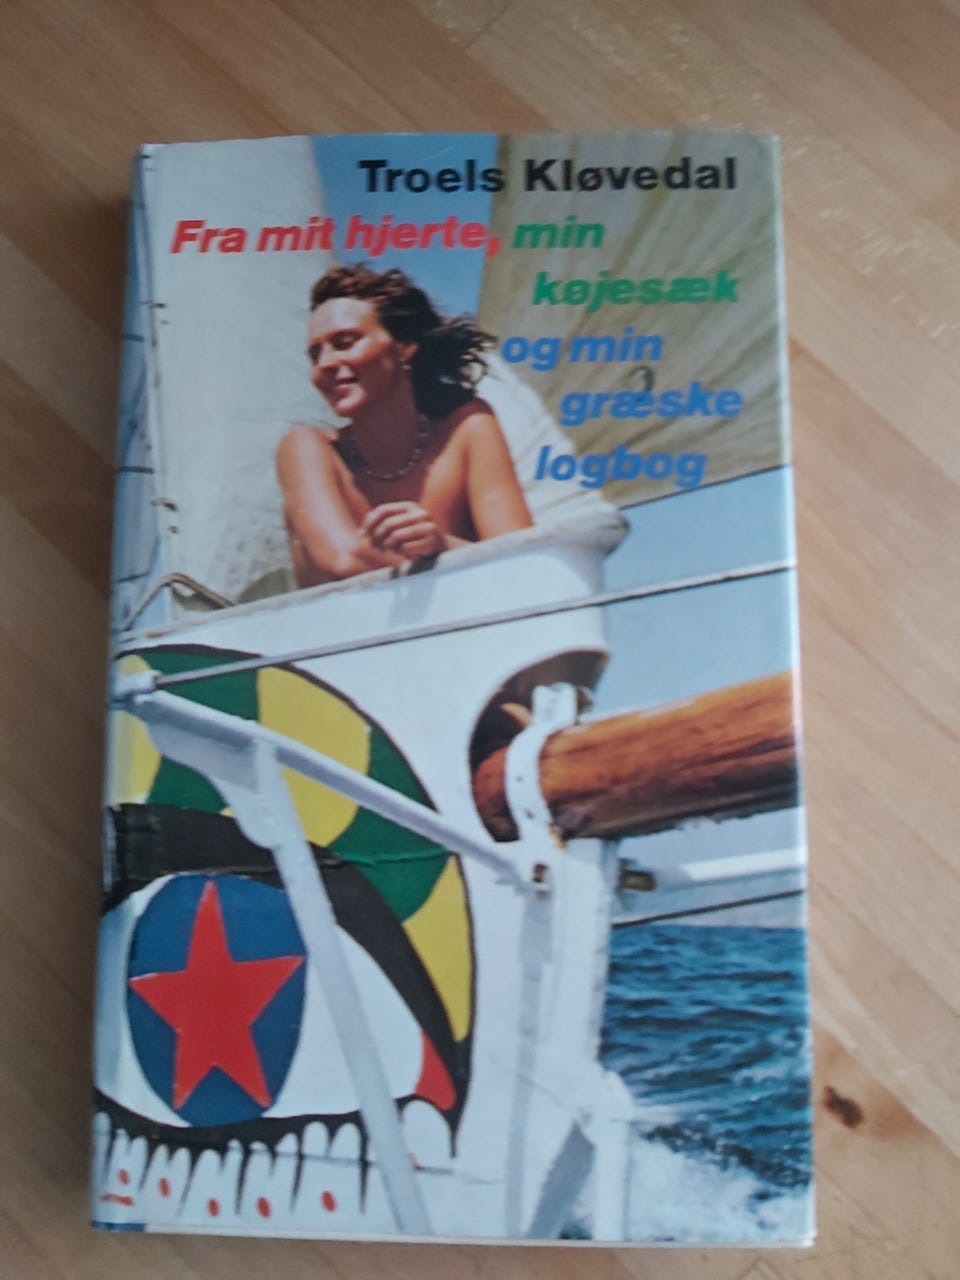 Troels Kløvedal
Fra mit hjerte, min
køjesæk
og min
græske
logbog